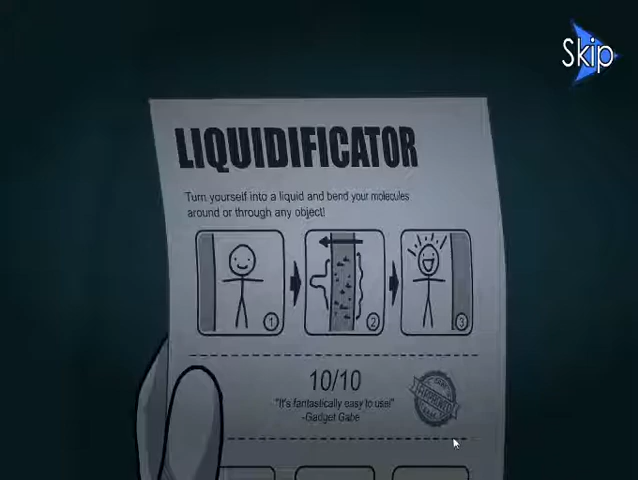 Skip
LIQUIDIFICATOR
Turn yourself into a liquid and bend your molecules
around or through any object!
1
2
3
10/10
"It's fantastically easy to use!"
-Gadget Gabe